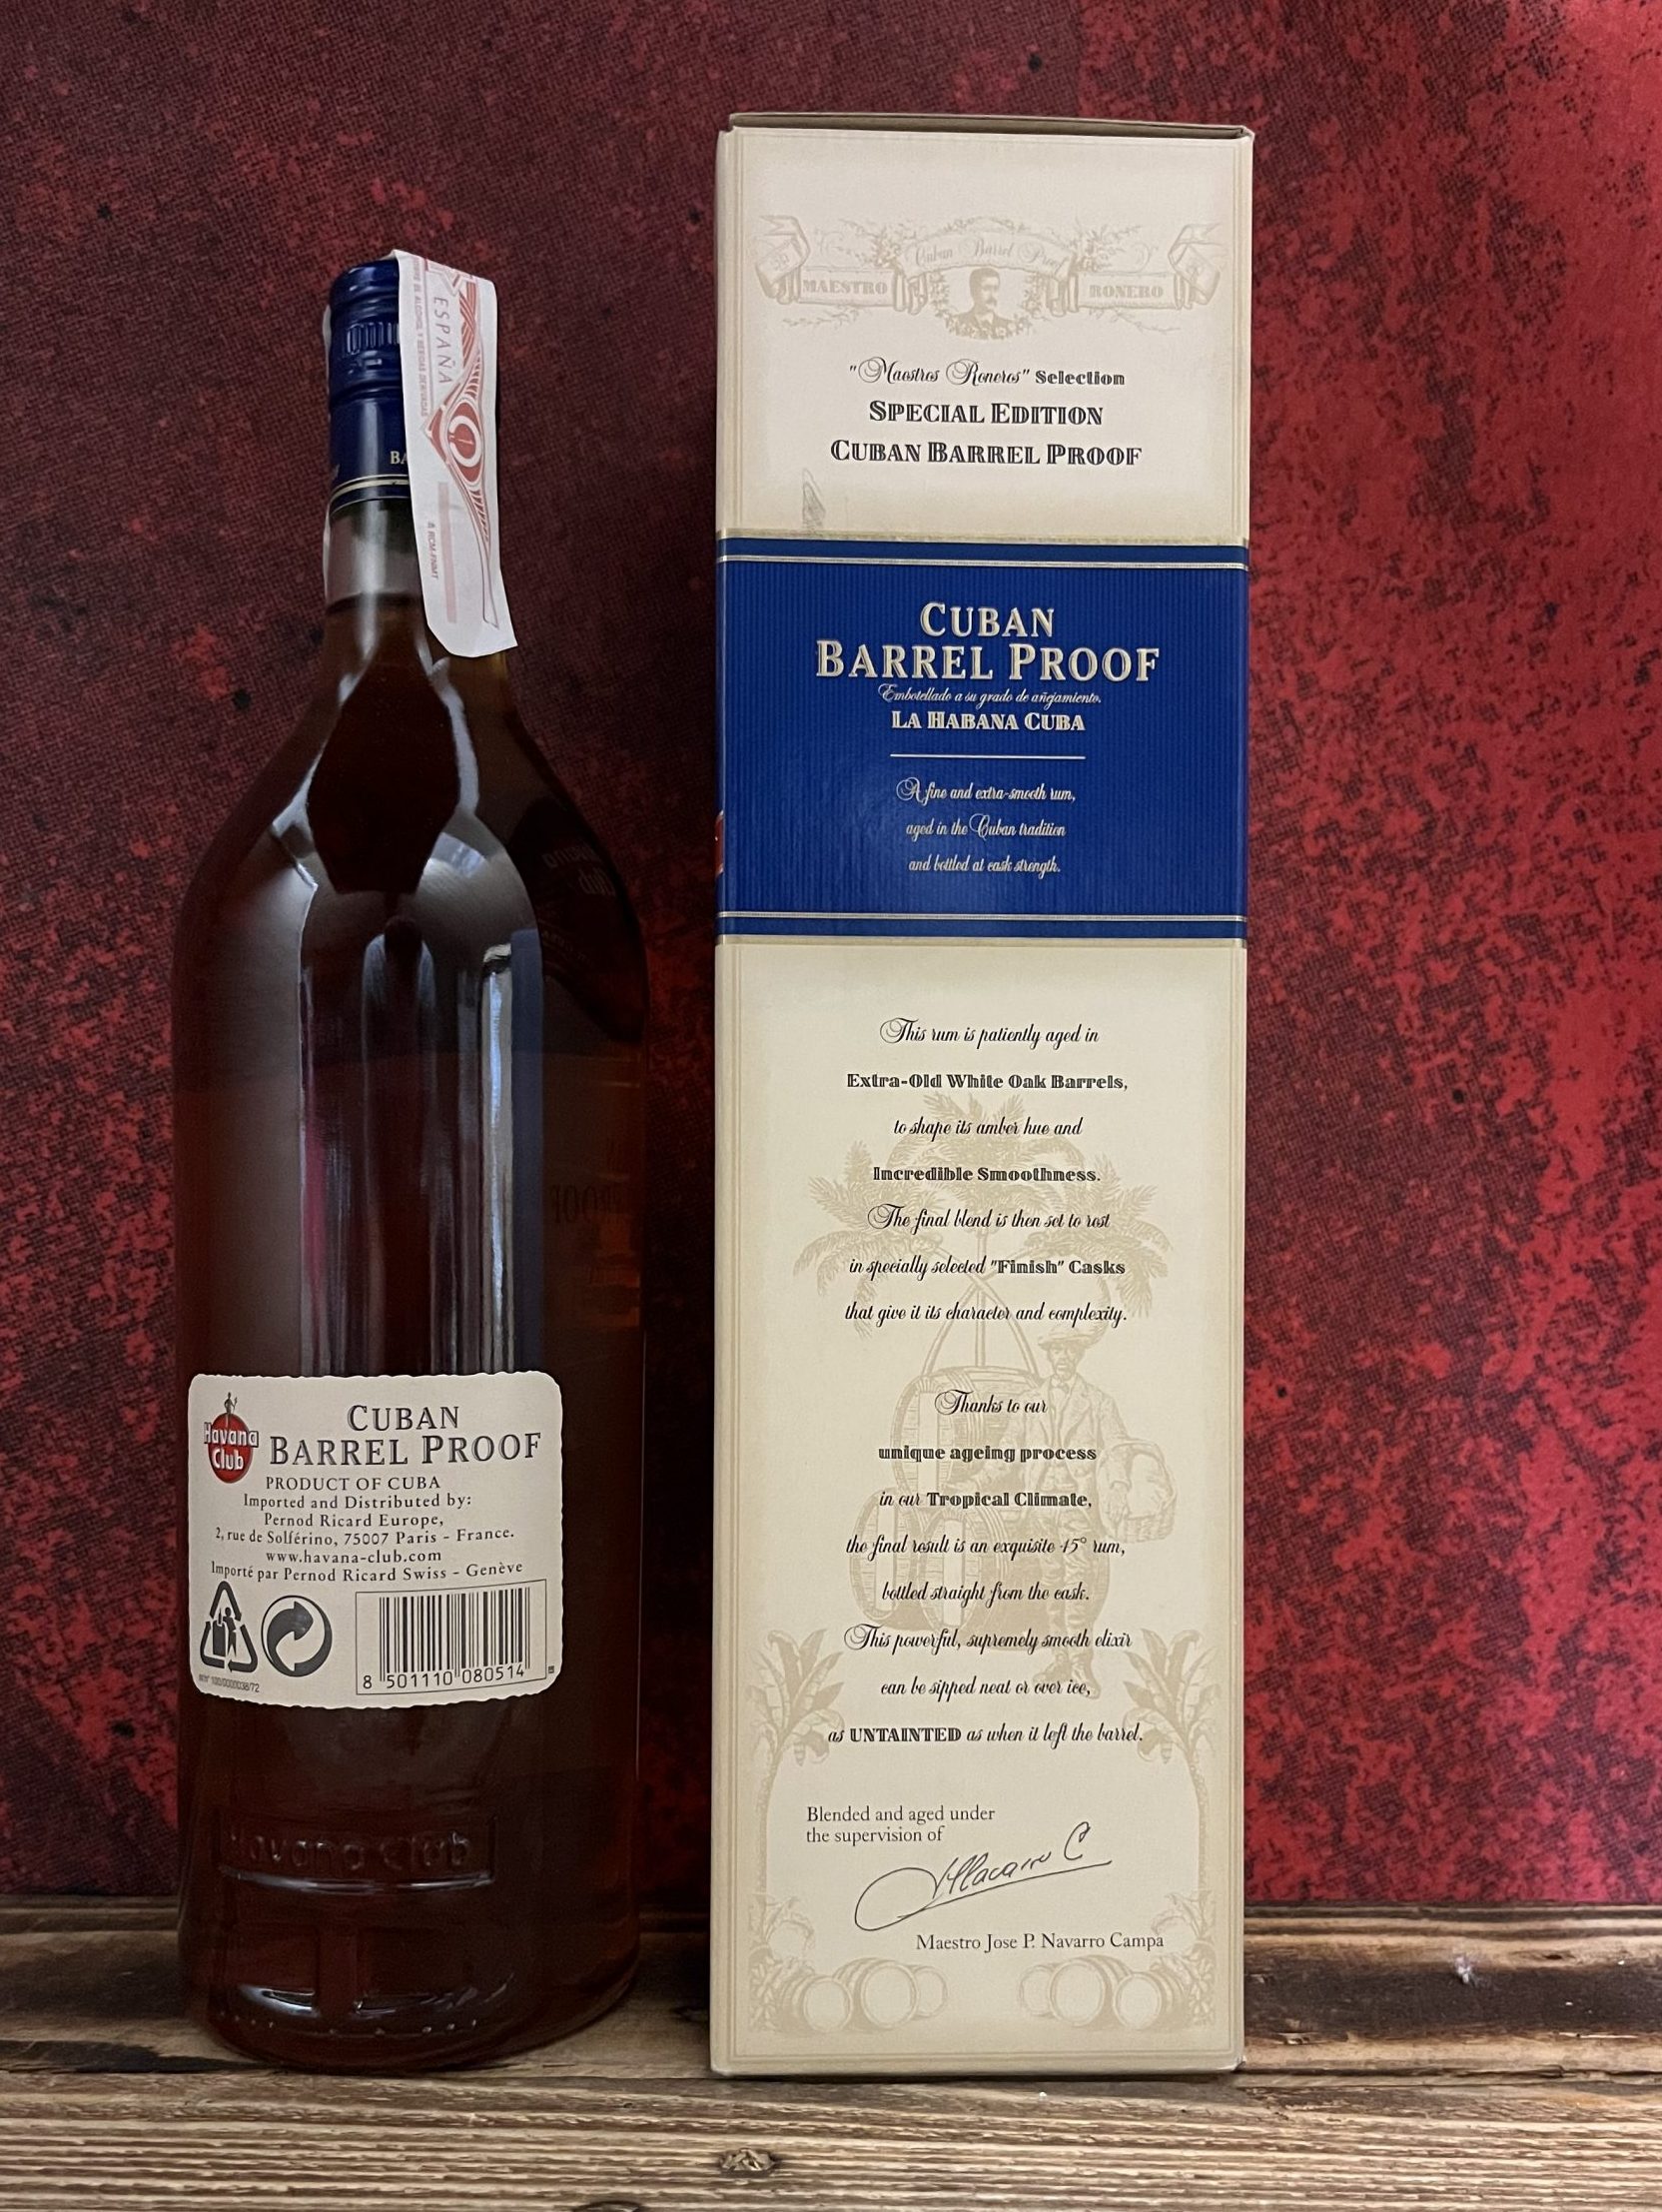 ESPAÑA
BA
Havana
Club
CUBAN
BARREL PROOF
PRODUCT OF CUBA
Imported and Distributed by:
Pernod Ricard Europe,
2, rue de Solférino, 75007 Paris - France.
www.havana-club.com
Importé par Pernod Ricard Swiss - Genève
8 501110 080514
Havana Club
Cuban Barrel Proof
MAESTRO
RONERO
"Maestros Roneros" Selection
SPECIAL EDITION
CUBAN BARREL PROOF
CUBAN
BARREL PROOF
Embotellado a su grado de añejamiento.
LA HABANA CUBA
A fine and extra-smooth rum,
aged in the Cuban tradition
and bottled at cask strength.
This rum is patiently aged in
Extra-Old White Oak Barrels,
to shape its amber hue and
Incredible Smoothness.
The final blend is then set to rest
in specially selected "Finish" Casks
that give it its character and complexity.
Thanks to our
unique ageing process
in our Tropical Climate,
the final result is an exquisite 45° rum,
bottled straight from the cask.
This powerful, supremely smooth elixir
can be sipped neat or over ice,
as UNTAINTED as when it left the barrel.
Blended and aged under
the supervision of
Maestro Jose P. Navarro Campa